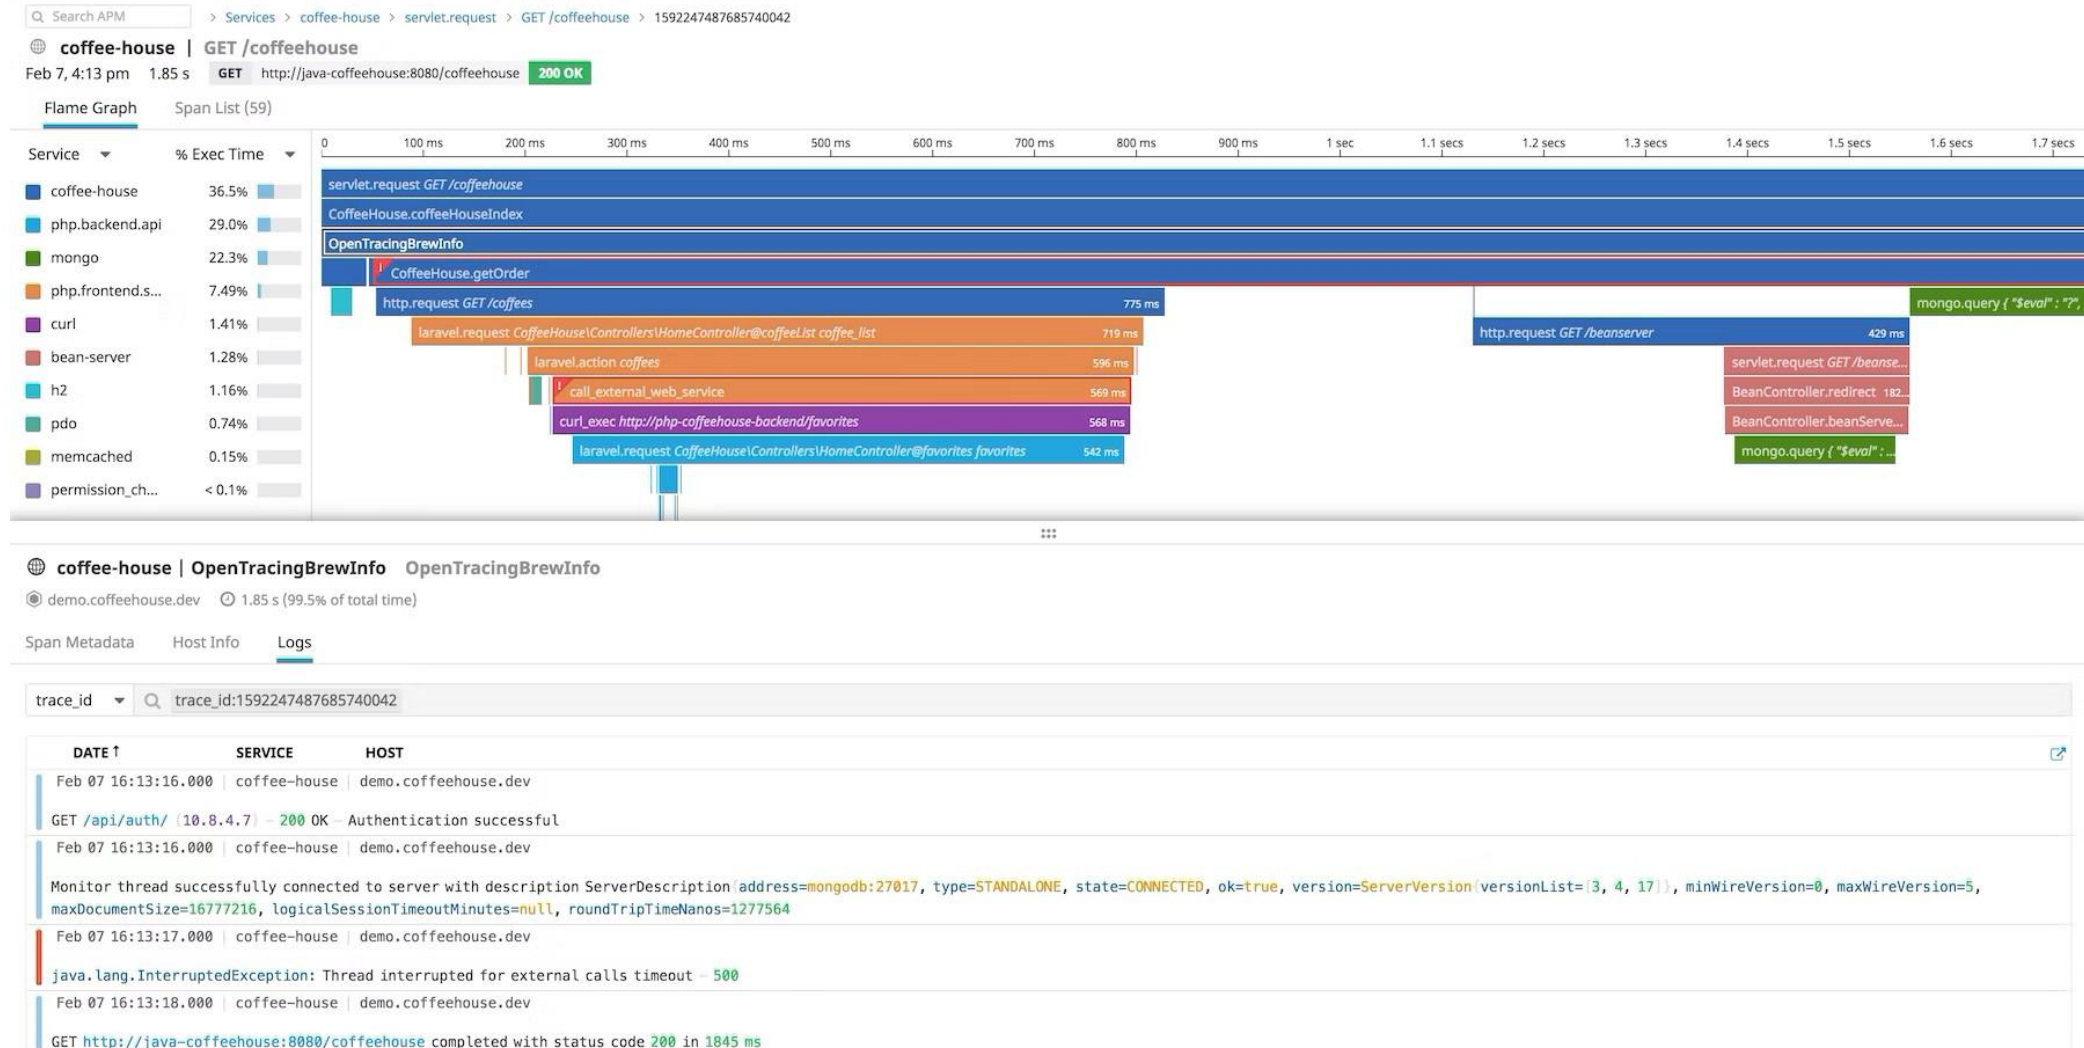 Search APM > Services > coffee-house > servlet.request > GET /coffeehouse > 1592247487685740042
coffee-house | GET /coffeehouse
Feb 7, 4:13 pm 1.85 s GET http://java-coffeehouse:8080/coffeehouse 200 OK
Flame Graph Span List (59)
Service % Exec Time
0 100 ms 200 ms 300 ms 400 ms 500 ms 600 ms 700 ms 800 ms 900 ms 1 sec 1.1 secs 1.2 secs 1.3 secs 1.4 secs 1.5 secs 1.6 secs 1.7 secs
coffee-house 36.5%
php.backend.api 29.0%
mongo 22.3%
php.frontend.s... 7.49%
curl 1.41%
bean-server 1.28%
h2 1.16%
pdo 0.74%
memcached 0.15%
permission_ch... < 0.1%
servlet.request GET /coffeehouse
CoffeeHouse.coffeeHouseIndex
OpenTracingBrewInfo
! CoffeeHouse.getOrder
http.request GET /coffees 775 ms mongo.query { "$eval" : "?",
laravel.request CoffeeHouse\Controllers\HomeController@coffeeList coffee_list 719 ms http.request GET /beanserver 429 ms
laravel.action coffees 596 ms servlet.request GET /beanse...
! call_external_web_service 569 ms BeanController.redirect 182...
curl_exec http://php-coffeehouse-backend/favorites 568 ms BeanController.beanServe...
laravel.request CoffeeHouse\Controllers\HomeController@favorites favorites 542 ms mongo.query { "$eval" : ...
coffee-house | OpenTracingBrewInfo OpenTracingBrewInfo
demo.coffeehouse.dev 1.85 s (99.5% of total time)
Span Metadata Host Info Logs
trace_id trace_id:1592247487685740042
DATE ↑ SERVICE HOST
Feb 07 16:13:16.000 | coffee-house | demo.coffeehouse.dev
GET /api/auth/ (10.8.4.7) - 200 OK - Authentication successful
Feb 07 16:13:16.000 | coffee-house | demo.coffeehouse.dev
Monitor thread successfully connected to server with description ServerDescription{address=mongodb:27017, type=STANDALONE, state=CONNECTED, ok=true, version=ServerVersion{versionList=[3, 4, 17]}, minWireVersion=0, maxWireVersion=5,
maxDocumentSize=16777216, logicalSessionTimeoutMinutes=null, roundTripTimeNanos=1277564
Feb 07 16:13:17.000 | coffee-house | demo.coffeehouse.dev
java.lang.InterruptedException: Thread interrupted for external calls timeout - 500
Feb 07 16:13:18.000 | coffee-house | demo.coffeehouse.dev
GET http://java-coffeehouse:8080/coffeehouse completed with status code 200 in 1845 ms